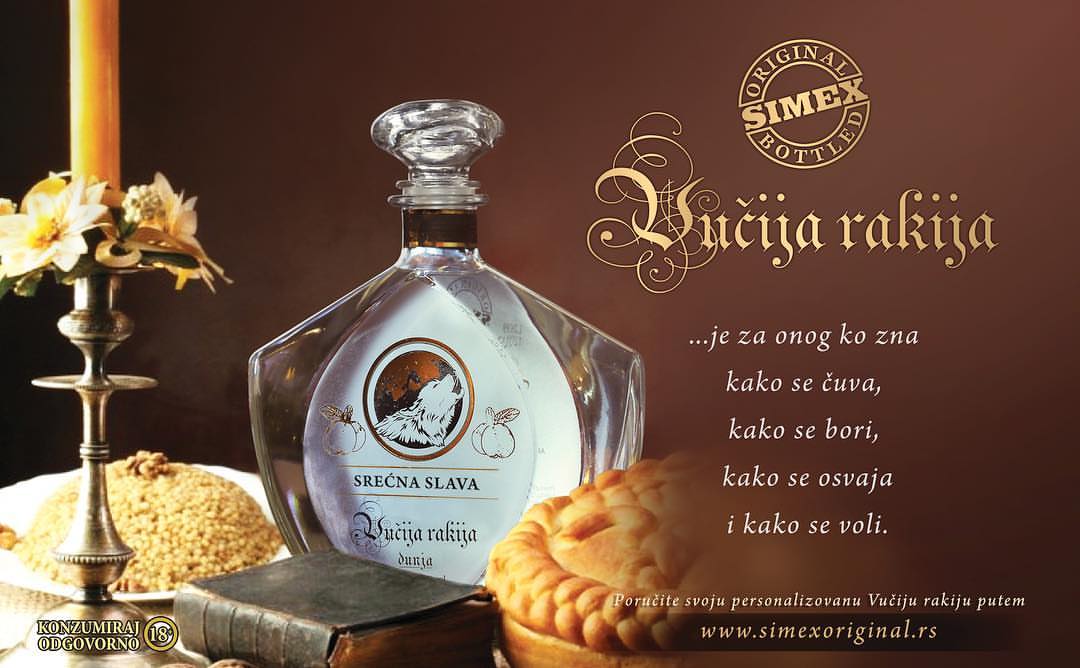 ORIGINAL
SIMEX
BOTTLED
Vučija rakija
...je za onog ko zna
kako se čuva,
kako se bori,
kako se osvaja
i kako se voli.
SREĆNA SLAVA
Vučija rakija
dunja
Poručite svoju personalizovanu Vučiju rakiju putem
www.simexoriginal.rs
KONZUMIRAJ
ODGOVORNO
18+